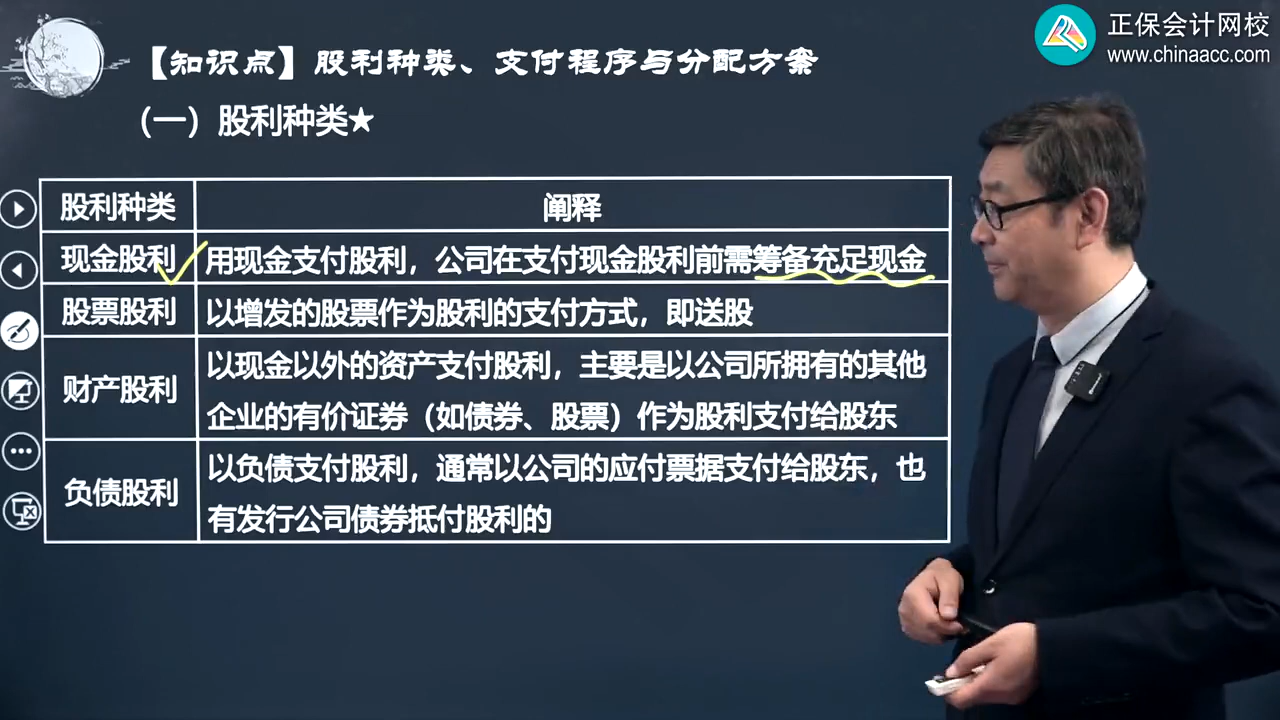 正保会计网校
www.chinaacc.com
【知识点】股利种类、支付程序与分配方案
（一）股利种类★
股利种类 阐释
现金股利 用现金支付股利，公司在支付现金股利前需筹备充足现金
股票股利 以增发的股票作为股利的支付方式，即送股
财产股利 以现金以外的资产支付股利，主要是以公司所拥有的其他
企业的有价证券（如债券、股票）作为股利支付给股东
负债股利 以负债支付股利，通常以公司的应付票据支付给股东，也
有发行公司债券抵付股利的